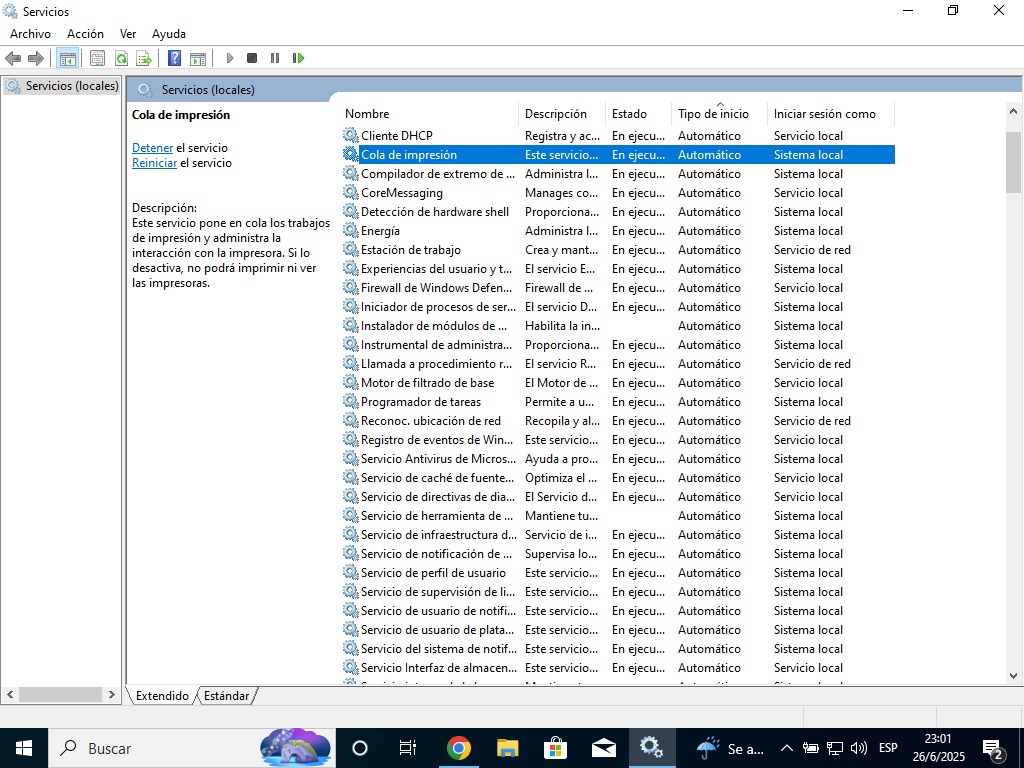 Servicios
Archivo Acción Ver Ayuda
Servicios (locales)
Servicios (locales)
Cola de impresión
Detener el servicio
Reiniciar el servicio
Descripción:
Este servicio pone en cola los trabajos
de impresión y administra la
interacción con la impresora. Si lo
desactiva, no podrá imprimir ni ver
las impresoras.
Nombre Descripción Estado Tipo de inicio Iniciar sesión como
Cliente DHCP Registra y ac... En ejecu... Automático Servicio local
Cola de impresión Este servicio... En ejecu... Automático Sistema local
Compilador de extremo de ... Administra l... En ejecu... Automático Sistema local
CoreMessaging Manages co... En ejecu... Automático Servicio local
Detección de hardware shell Proporciona... En ejecu... Automático Sistema local
Energía Administra l... En ejecu... Automático Sistema local
Estación de trabajo Crea y mant... En ejecu... Automático Servicio de red
Experiencias del usuario y t... El servicio E... En ejecu... Automático Sistema local
Firewall de Windows Defen... Firewall de ... En ejecu... Automático Servicio local
Iniciador de procesos de ser... El servicio D... En ejecu... Automático Sistema local
Instalador de módulos de ... Habilita la in... Automático Sistema local
Instrumental de administra... Proporciona... En ejecu... Automático Sistema local
Llamada a procedimiento r... El servicio R... En ejecu... Automático Servicio de red
Motor de filtrado de base El Motor de ... En ejecu... Automático Servicio local
Programador de tareas Permite a u... En ejecu... Automático Sistema local
Reconoc. ubicación de red Recopila y al... En ejecu... Automático Servicio de red
Registro de eventos de Win... Este servicio... En ejecu... Automático Servicio local
Servicio Antivirus de Micros... Ayuda a pro... En ejecu... Automático Sistema local
Servicio de caché de fuente... Optimiza el ... En ejecu... Automático Servicio local
Servicio de directivas de dia... El Servicio d... En ejecu... Automático Servicio local
Servicio de herramienta de ... Mantiene tu... Automático Sistema local
Servicio de infraestructura d... Servicio de i... En ejecu... Automático Sistema local
Servicio de notificación de ... Supervisa lo... En ejecu... Automático Sistema local
Servicio de perfil de usuario Este servicio... En ejecu... Automático Sistema local
Servicio de supervisión de li... Este servicio... En ejecu... Automático Sistema local
Servicio de usuario de notifi... Este servicio... En ejecu... Automático Sistema local
Servicio de usuario de plata... Este servicio... En ejecu... Automático Sistema local
Servicio del sistema de notif... Este servicio... En ejecu... Automático Sistema local
Servicio Interfaz de almacen... Este servicio... En ejecu... Automático Servicio local
Extendido Estándar
Buscar Se a... ESP 23:01
26/6/2025
2